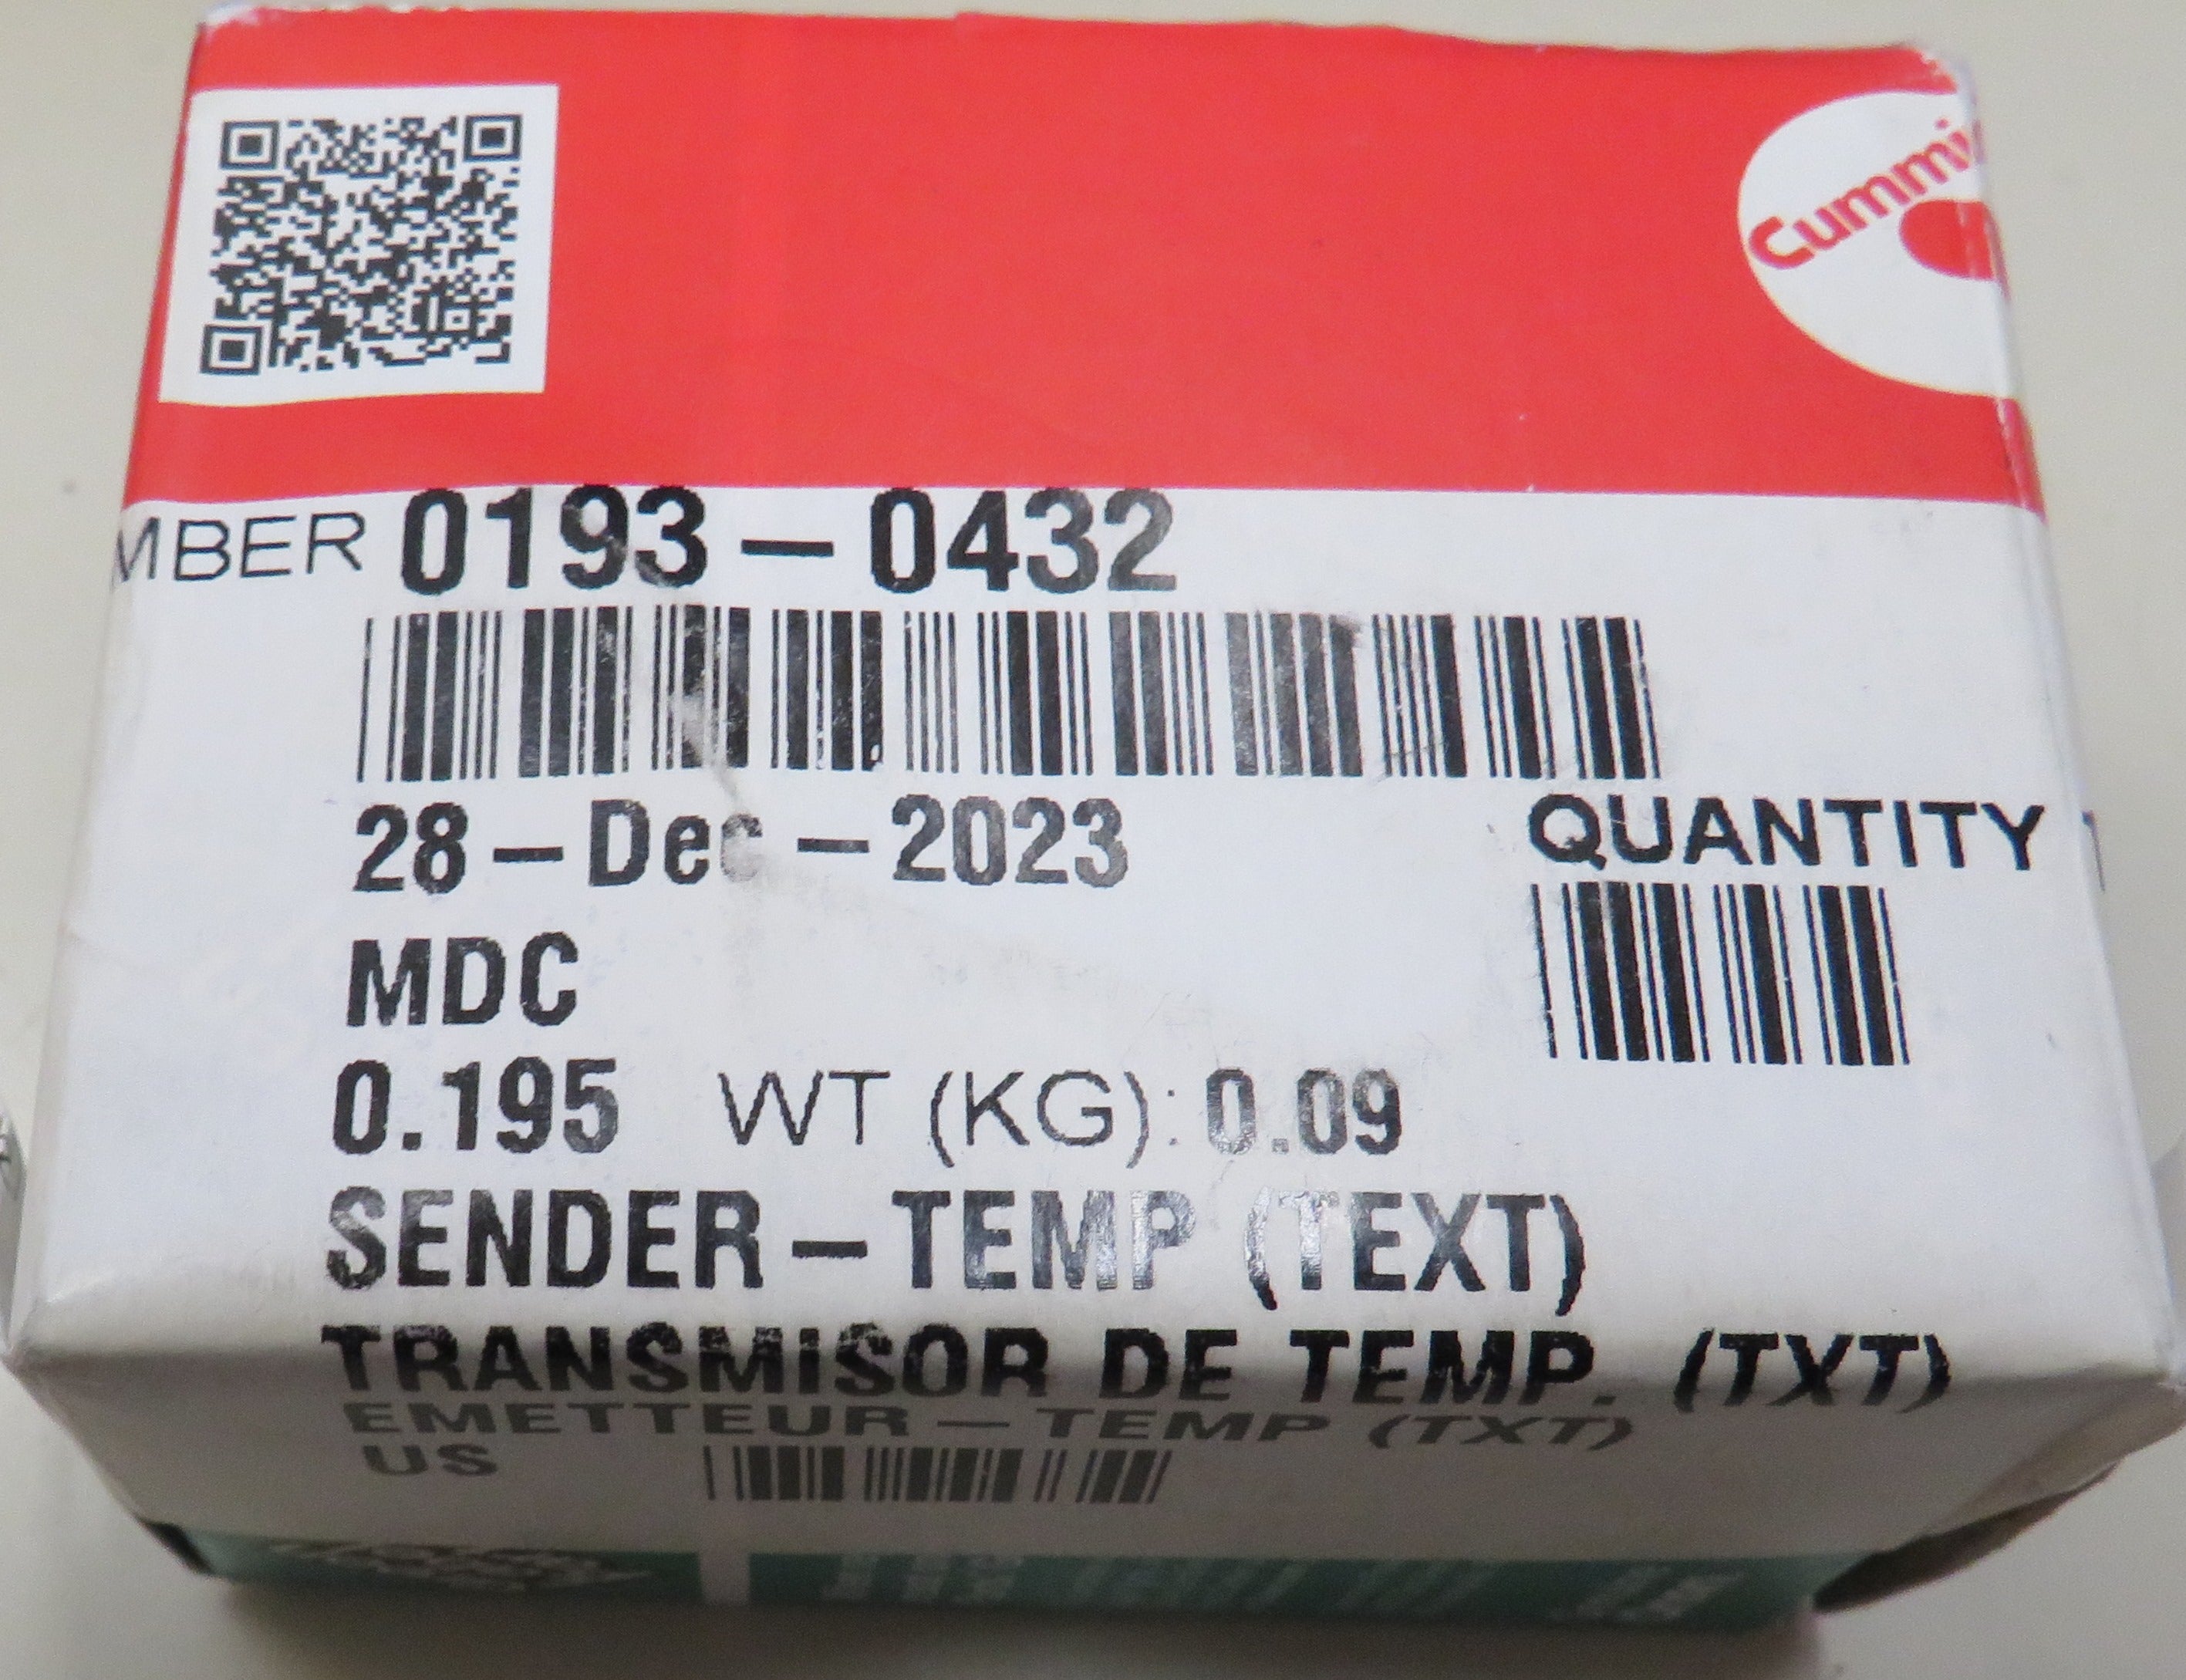 Cummi
MBER 0193-0432
28-Dec-2023
QUANTITY
MDC
0.195 WT (KG): 0.09
SENDER-TEMP (TEXT)
TRANSMISOR DE TEMP. (TXT)
EMETTEUR-TEMP (TXT)
US